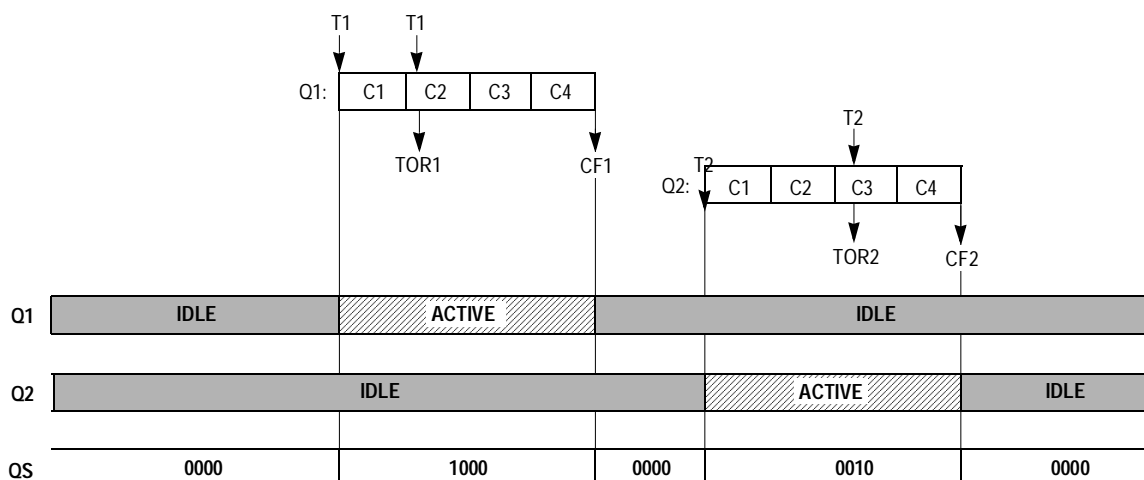 T1 T1
Q1: C1 C2 C3 C4
TOR1 CF1
T2
T2
Q2: C1 C2 C3 C4
TOR2 CF2
Q1 IDLE ACTIVE IDLE
Q2 IDLE ACTIVE IDLE
QS 0000 1000 0000 0010 0000